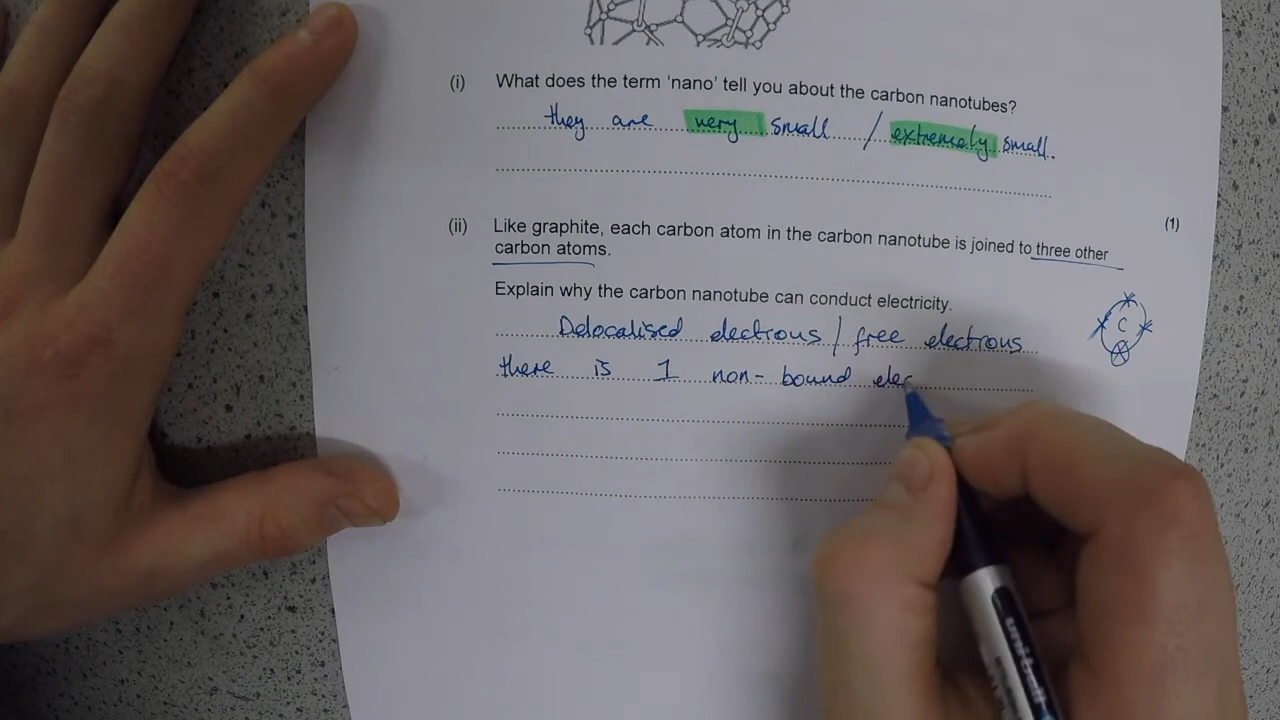 (i) What does the term ‘nano’ tell you about the carbon nanotubes?
they are very small / extremely small.
(1)
(ii) Like graphite, each carbon atom in the carbon nanotube is joined to three other
carbon atoms.
Explain why the carbon nanotube can conduct electricity.
C
Delocalised electrons / free electrons
there is 1 non-bound elec